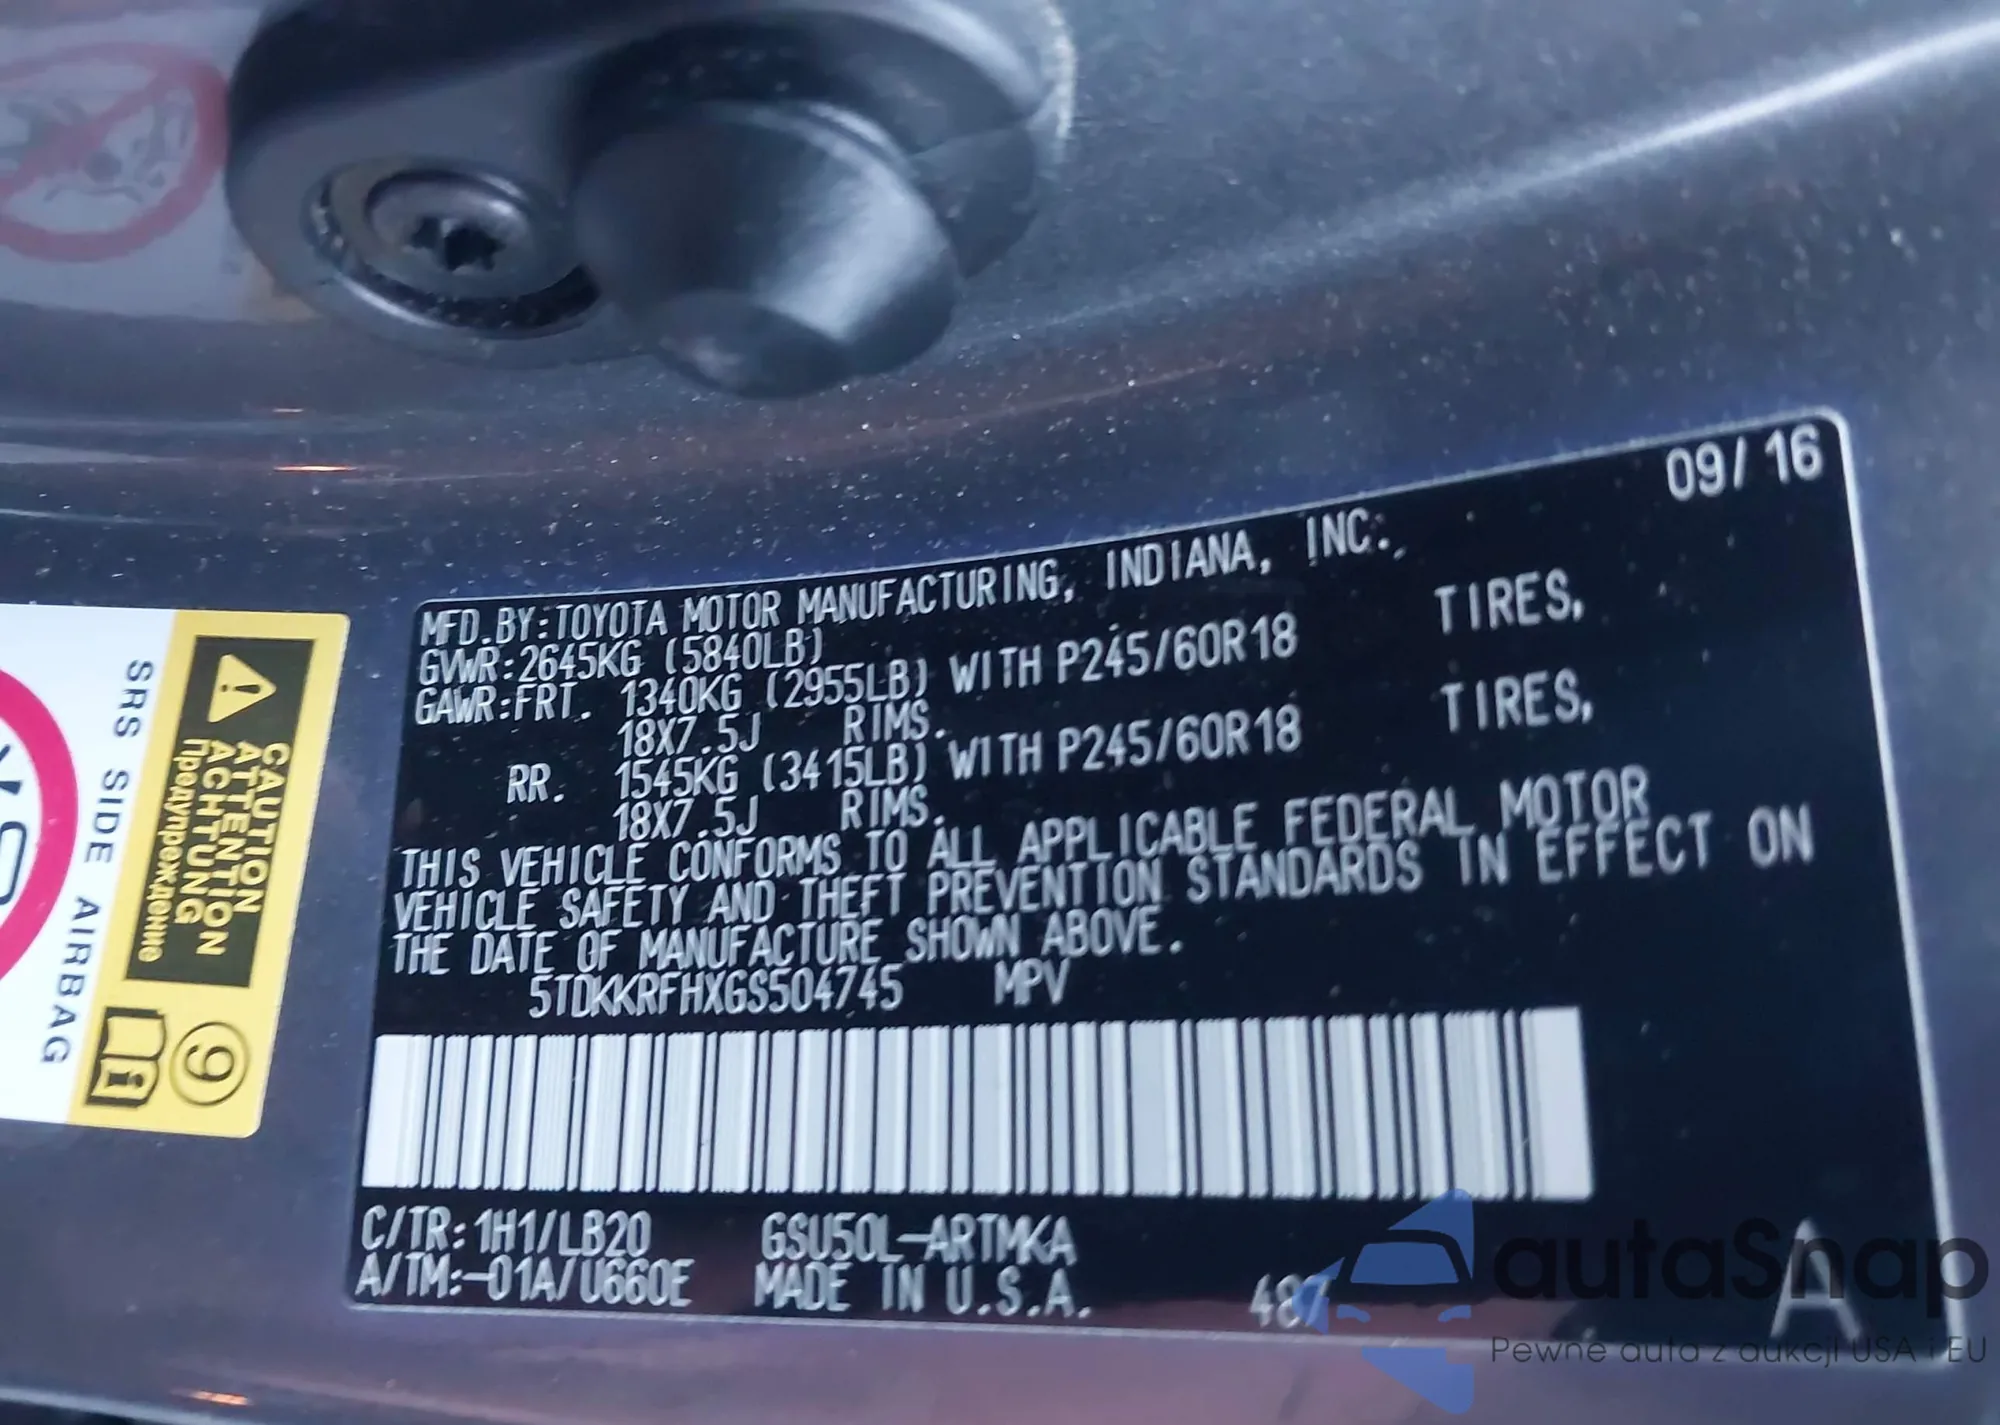 09/16
MFD.BY:TOYOTA MOTOR MANUFACTURING, INDIANA, INC.
GVWR:2645KG (5840LB)
GAWR:FRT. 1340KG (2955LB) WITH P245/60R18 TIRES,
18X7.5J RIMS.
RR. 1545KG (3415LB) WITH P245/60R18 TIRES,
18X7.5J RIMS.
THIS VEHICLE CONFORMS TO ALL APPLICABLE FEDERAL MOTOR
VEHICLE SAFETY AND THEFT PREVENTION STANDARDS IN EFFECT ON
THE DATE OF MANUFACTURE SHOWN ABOVE.
5TDKKRFHXGS504745 MPV
C/TR:1H1/LB20 GSU50L-ARTMKA
A/TM:-01A/U660E MADE IN U.S.A. 487 A
SRS SIDE AIRBAG
CAUTION
ATTENTION
ACHTUNG
Предупреждение
9
autaSnap
Pewne auta z aukcji USA i EU